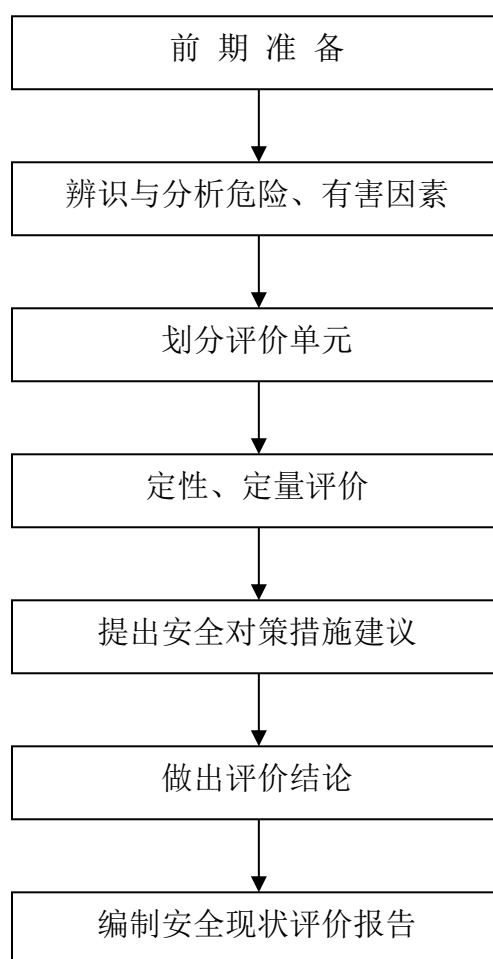 前 期 准 备
辨识与分析危险、有害因素
划分评价单元
定性、定量评价
提出安全对策措施建议
做出评价结论
编制安全现状评价报告